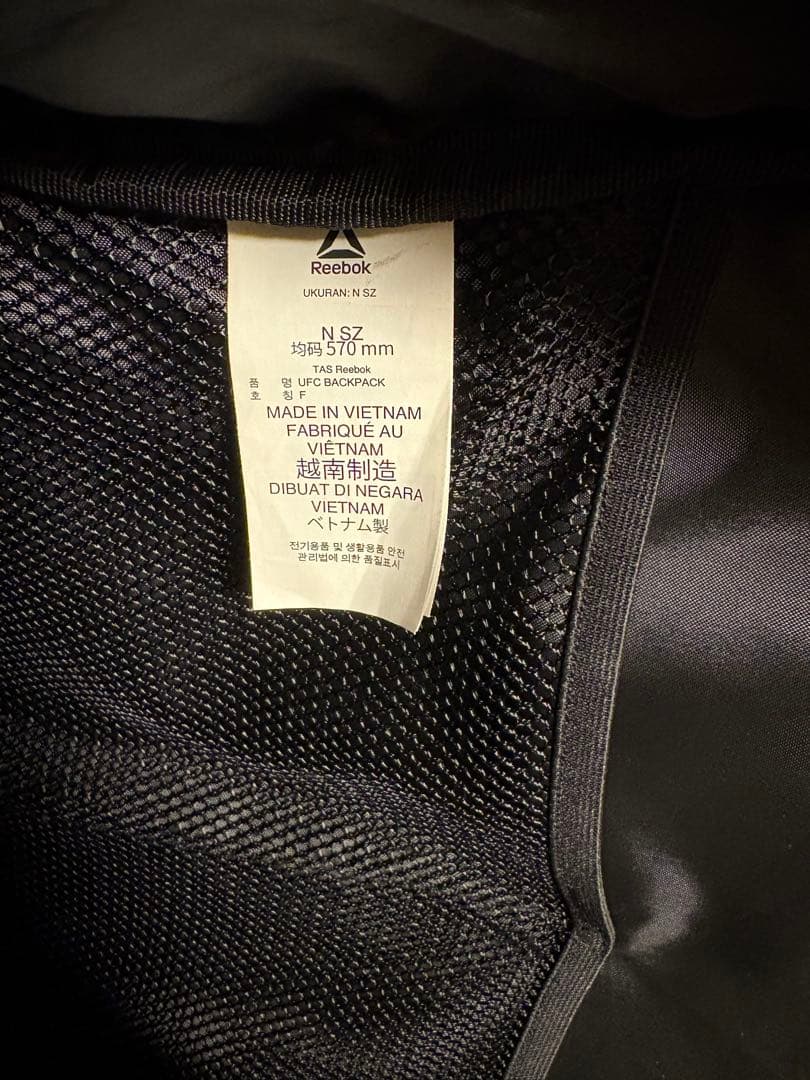 Reebok
UKURAN: N SZ
N SZ
均码 570 mm
TAS Reebok
품 명 UFC BACKPACK
호 칭 F
MADE IN VIETNAM
FABRIQUÉ AU
VIÊTNAM
越南制造
DIBUAT DI NEGARA
VIETNAM
ベトナム製
전기용품 및 생활용품 안전
관리법에 의한 품질표시